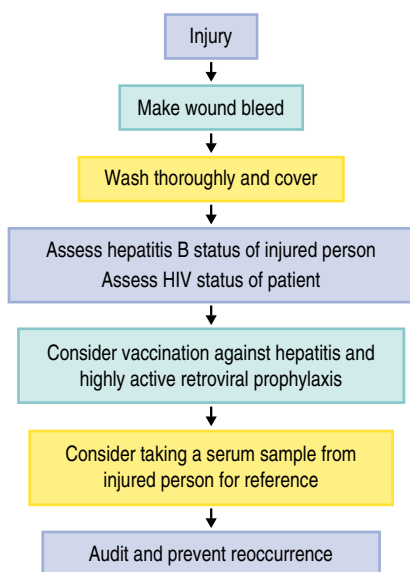 Injury
Make wound bleed
Wash thoroughly and cover
Assess hepatitis B status of injured person
Assess HIV status of patient
Consider vaccination against hepatitis and
highly active retroviral prophylaxis
Consider taking a serum sample from
injured person for reference
Audit and prevent reoccurrence